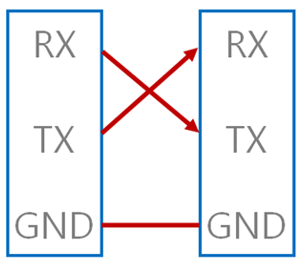 RX RX
TX TX
GND GND